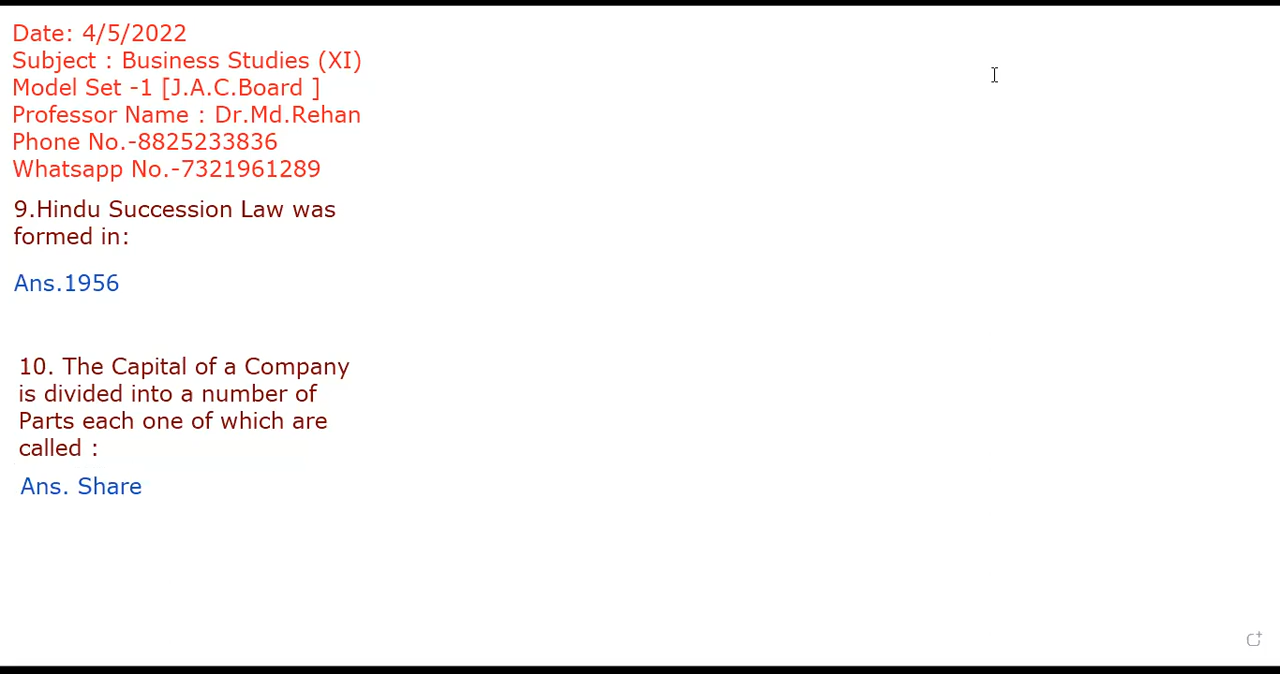 Date: 4/5/2022
Subject : Business Studies (XI)
Model Set -1 [J.A.C.Board ]
Professor Name : Dr.Md.Rehan
Phone No.-8825233836
Whatsapp No.-7321961289
9.Hindu Succession Law was
formed in:
Ans.1956
10. The Capital of a Company
is divided into a number of
Parts each one of which are
called :
Ans. Share